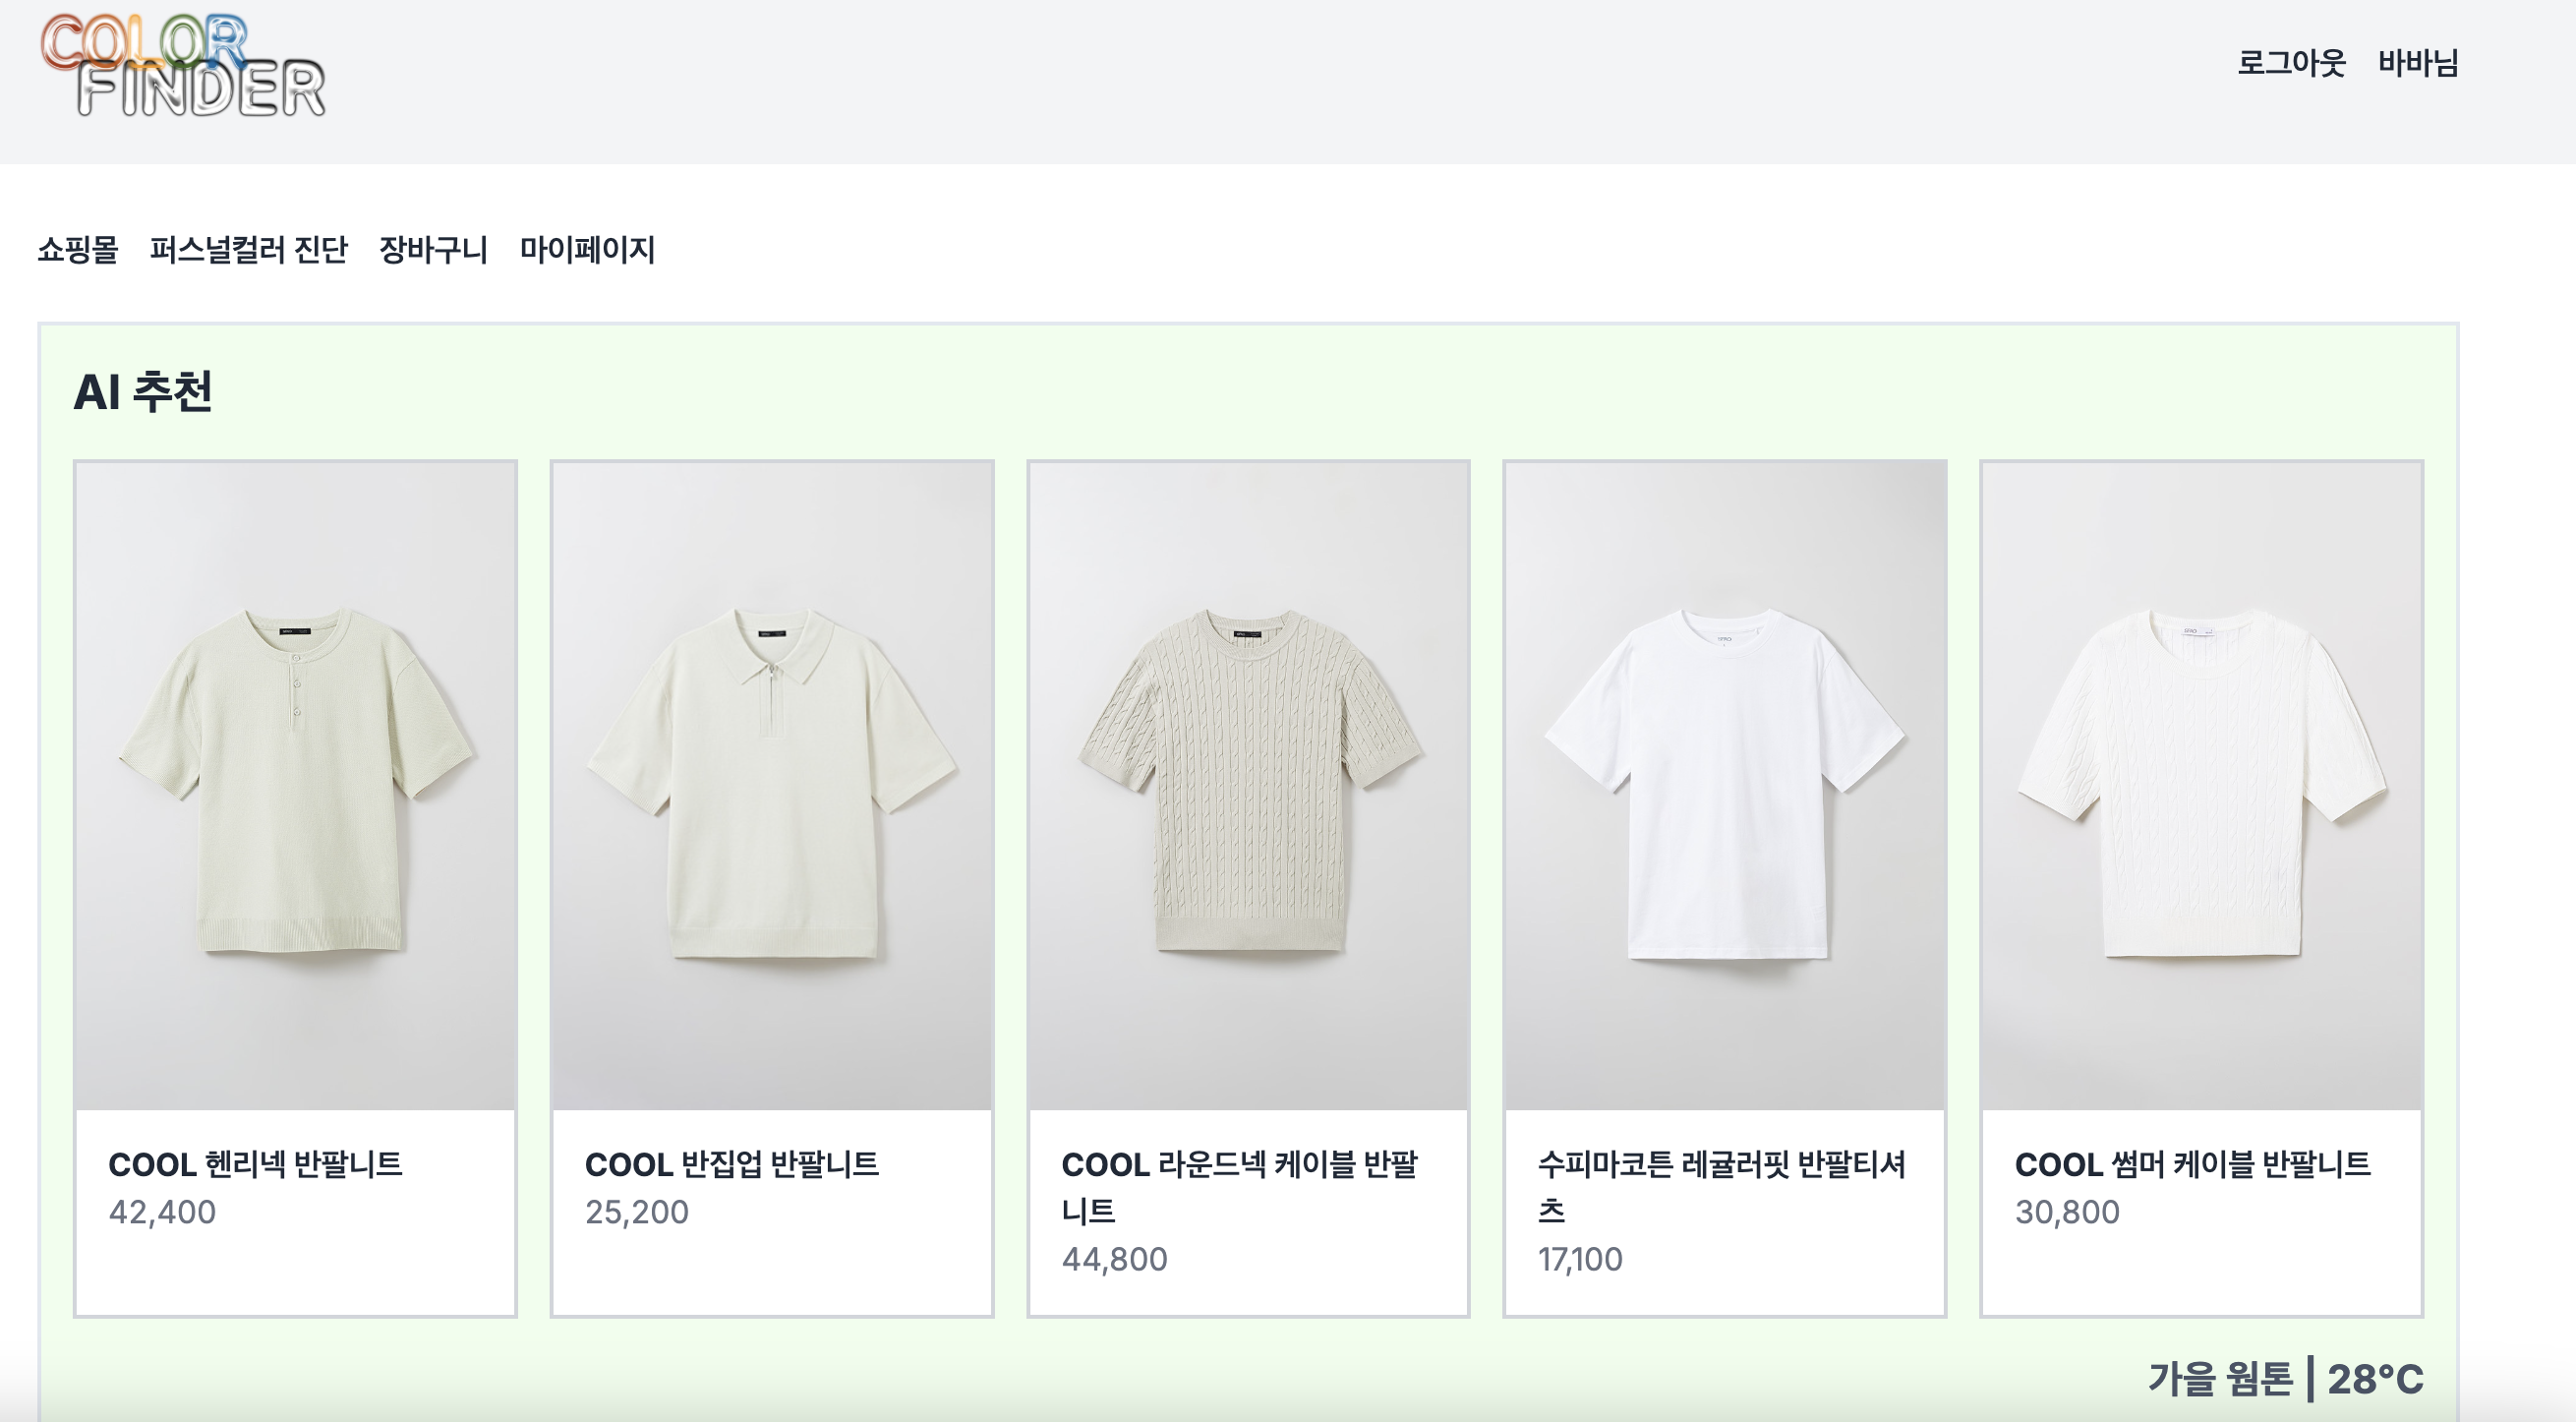 COLOR
FINDER
로그아웃 바바님
쇼핑몰 퍼스널컬러 진단 장바구니 마이페이지
AI 추천
COOL 헨리넥 반팔니트
42,400
COOL 반집업 반팔니트
25,200
COOL 라운드넥 케이블 반팔
니트
44,800
수피마코튼 레귤러핏 반팔티셔
츠
17,100
COOL 썸머 케이블 반팔니트
30,800
가을 웜톤 | 28°C